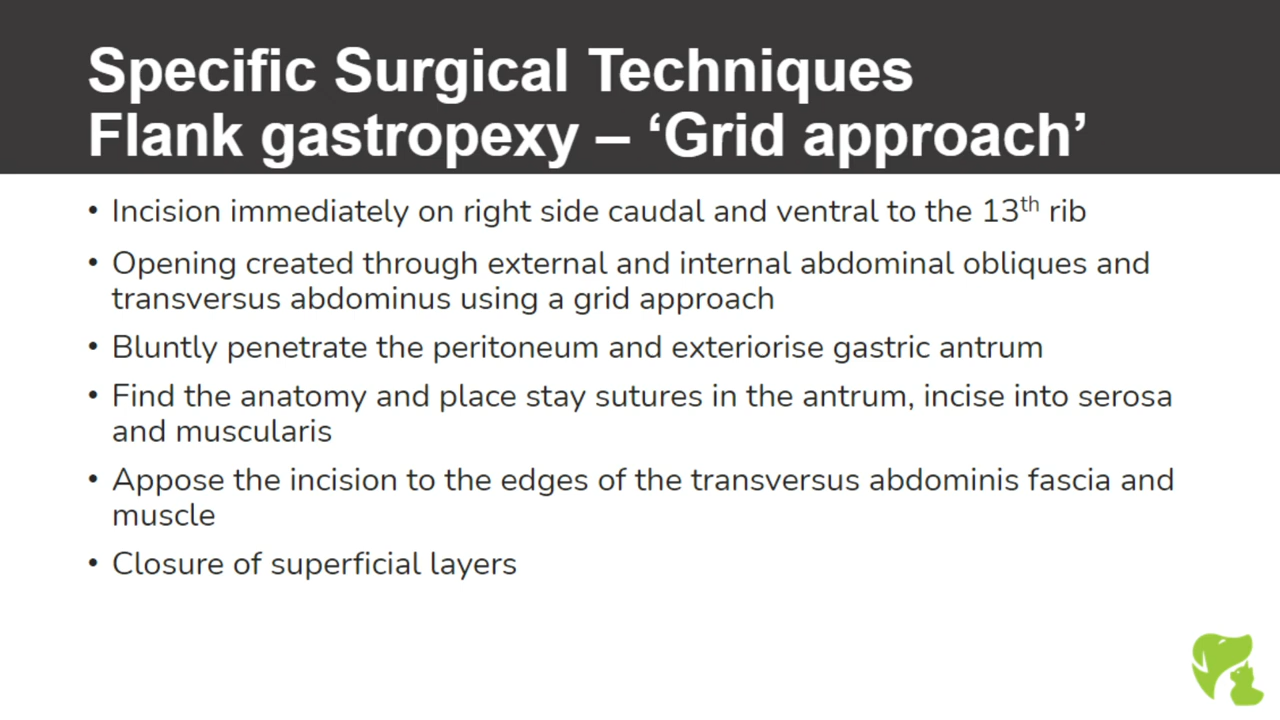 Specific Surgical Techniques
Flank gastropexy – ‘Grid approach’
• Incision immediately on right side caudal and ventral to the 13th rib
• Opening created through external and internal abdominal obliques and
transversus abdominus using a grid approach
• Bluntly penetrate the peritoneum and exteriorise gastric antrum
• Find the anatomy and place stay sutures in the antrum, incise into serosa
and muscularis
• Appose the incision to the edges of the transversus abdominis fascia and
muscle
• Closure of superficial layers